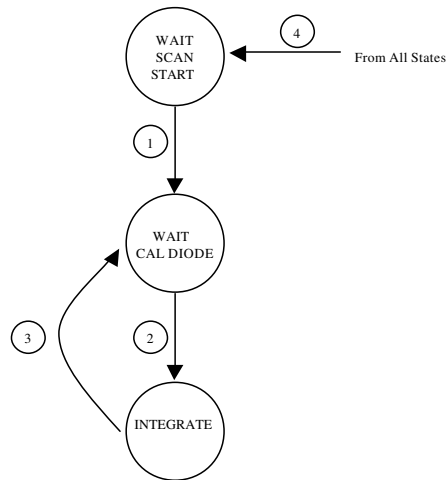 WAIT
SCAN
START
4
From All States
1
WAIT
CAL DIODE
3
2
INTEGRATE